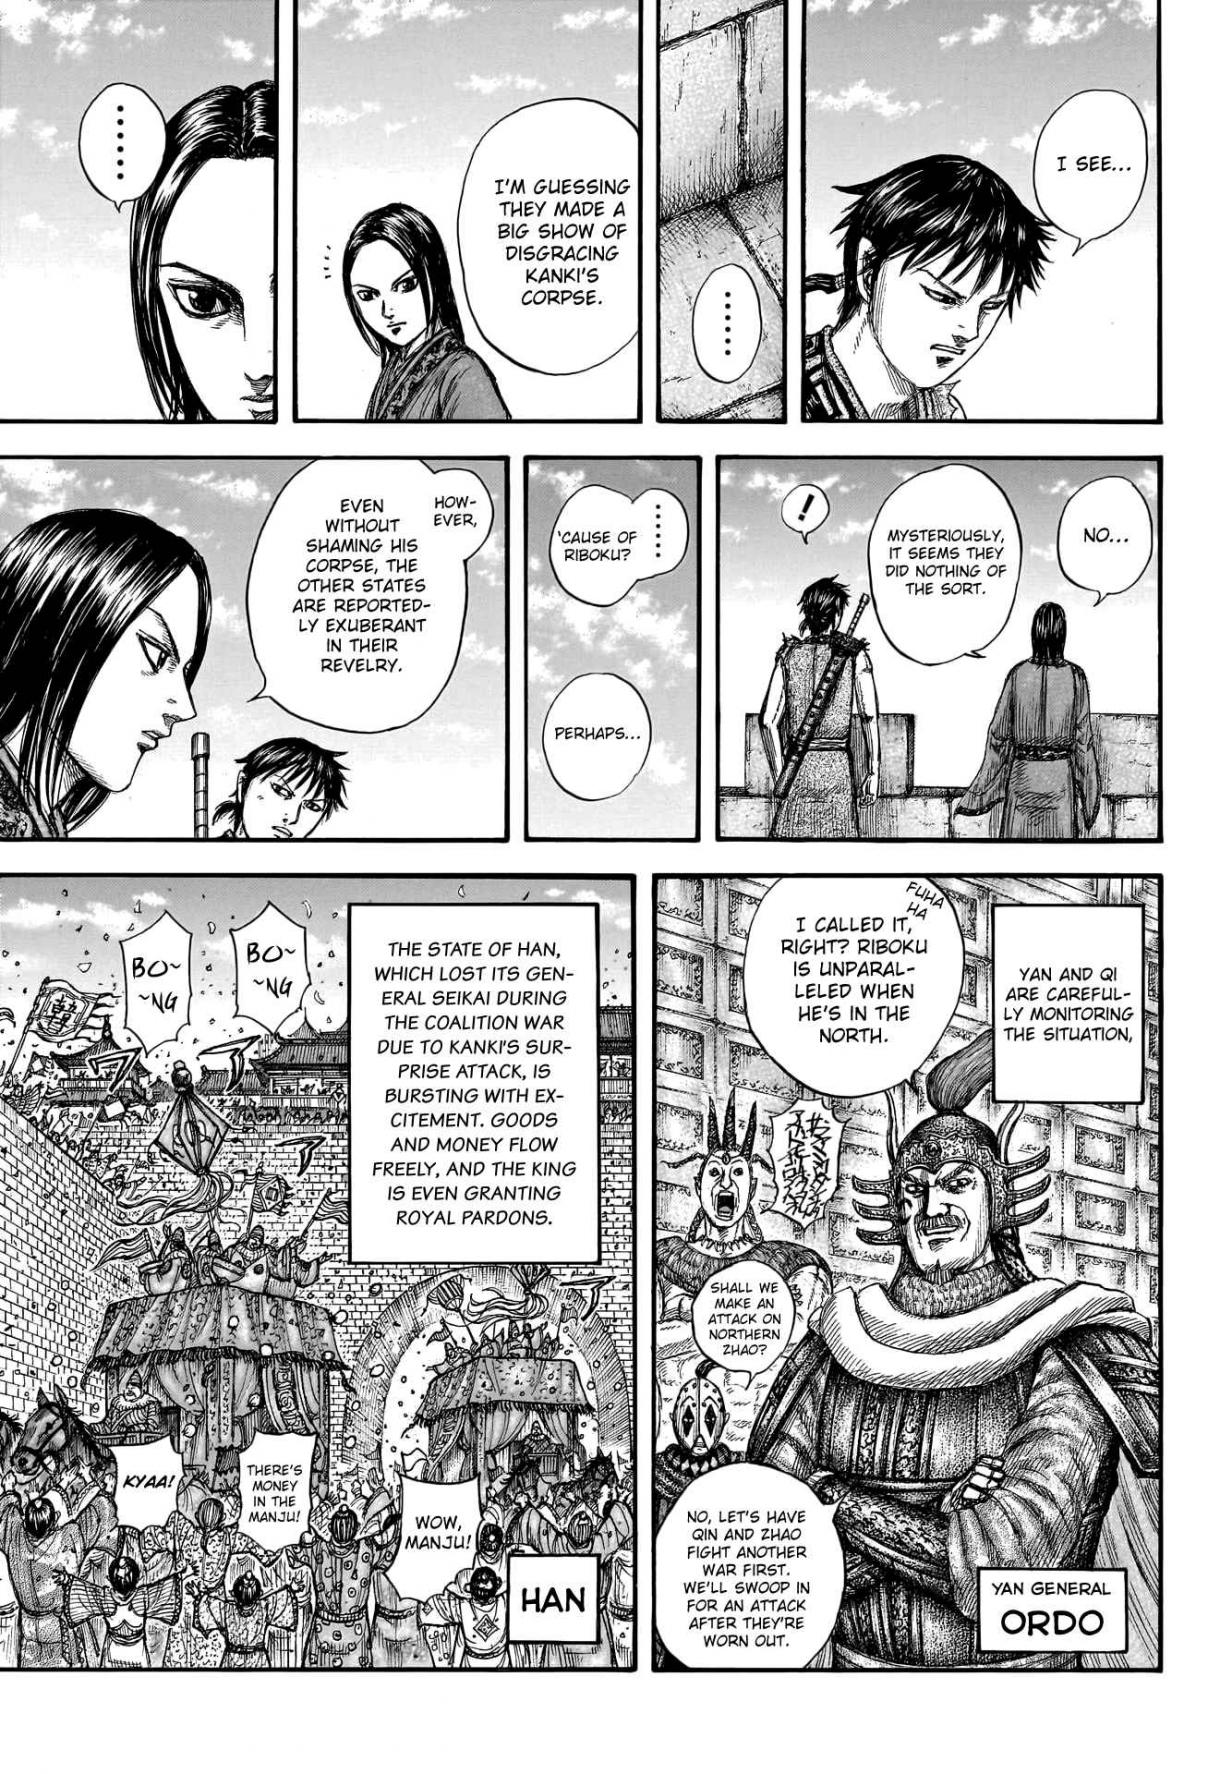 I SEE...
......
I'M GUESSING
THEY MADE A
BIG SHOW OF
DISGRACING
KANKI'S
CORPSE.
......
NO...
MYSTERIOUSLY,
IT SEEMS THEY
DID NOTHING OF
THE SORT.
!
......
'CAUSE OF
RIBOKU?
PERHAPS...
HOW-
EVER,
EVEN
WITHOUT
SHAMING HIS
CORPSE, THE
OTHER STATES
ARE REPORTED-
LY EXUBERANT
IN THEIR
REVELRY.
YAN AND QI
ARE CAREFUL-
LY MONITORING
THE SITUATION,
FUHA
HA
I CALLED IT,
RIGHT? RIBOKU
IS UNPARAL-
LELED WHEN
HE'S IN THE
NORTH.
SHALL WE
MAKE AN
ATTACK ON
NORTHERN
ZHAO?
NO, LET'S HAVE
QIN AND ZHAO
FIGHT ANOTHER
WAR FIRST.
WE'LL SWOOP IN
FOR AN ATTACK
AFTER THEY'RE
WORN OUT.
YAN GENERAL
ORDO
THE STATE OF HAN,
WHICH LOST ITS GEN-
ERAL SEIKAI DURING
THE COALITION WAR
DUE TO KANKI'S SUR-
PRISE ATTACK, IS
BURSTING WITH EX-
CITEMENT. GOODS
AND MONEY FLOW
FREELY, AND THE KING
IS EVEN GRANTING
ROYAL PARDONS.
BO~
~NG
BO~
~NG
韓
ワアアアア
WOW,
MANJU!
THERE'S
MONEY
IN THE
MANJU!
KYAA!
HAN